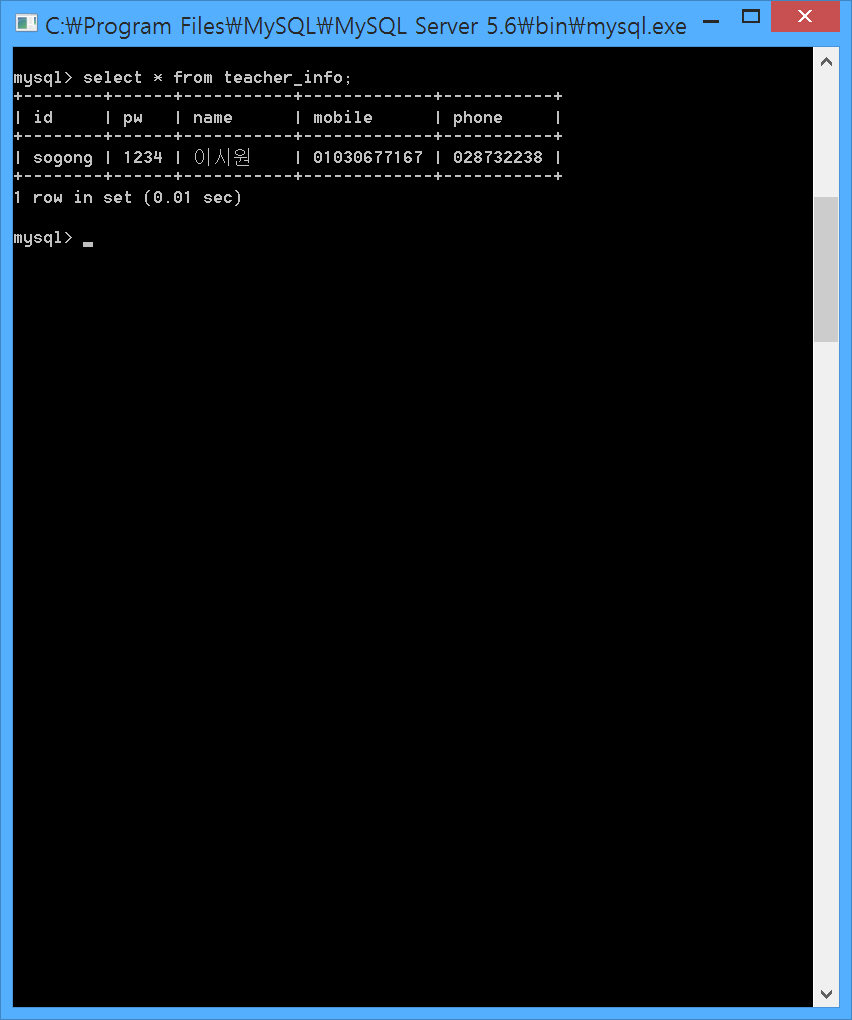 C:₩Program Files₩MySQL₩MySQL Server 5.6₩bin₩mysql.exe
mysql> select * from teacher_info;
+--------+------+-----------+-------------+-----------+
| id     | pw   | name      | mobile      | phone     |
+--------+------+-----------+-------------+-----------+
| sogong | 1234 | 이시원    | 01030677167 | 028732238 |
+--------+------+-----------+-------------+-----------+
1 row in set (0.01 sec)
mysql> _